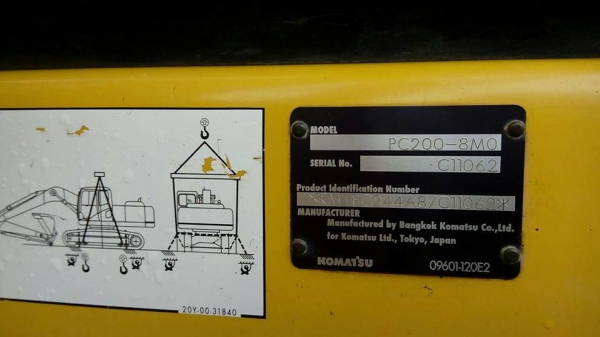 MODEL PC200-8M0
SERIAL No. C11062
Product Identification Number
MANUFACTURER
Manufactured by Bangkok Komatsu Co.,Ltd.
for Komatsu Ltd., Tokyo, Japan
KOMATSU 09601-120E2
20Y-00-31840